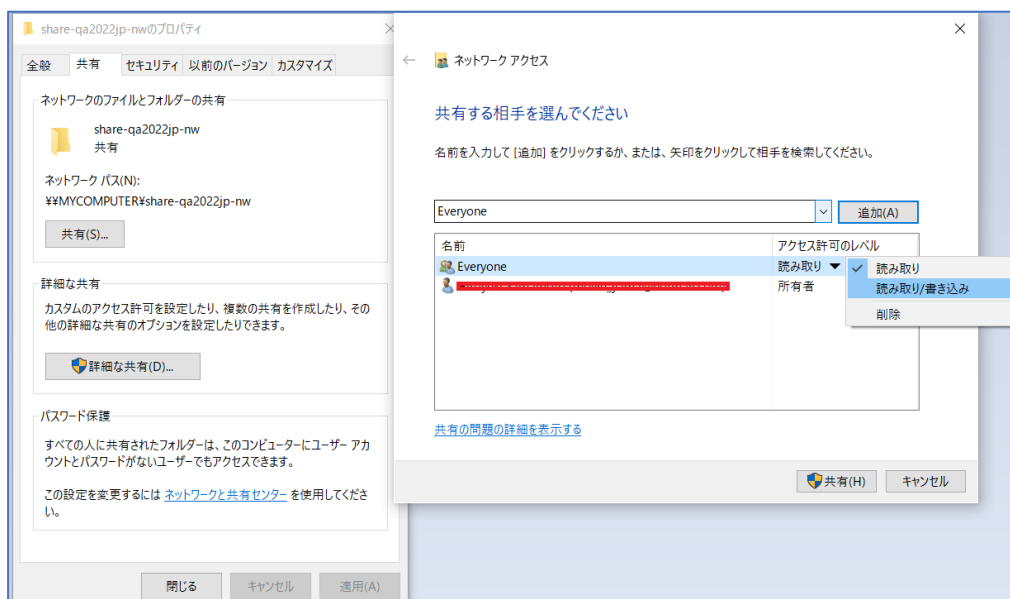 share-qa2022jp-nwのプロパティ
全般
共有
セキュリティ
以前のバージョン
カスタマイズ
ネットワークのファイルとフォルダーの共有
share-qa2022jp-nw
共有
ネットワーク パス(N):
¥¥MYCOMPUTER¥share-qa2022jp-nw
共有(S)...
詳細な共有
カスタムのアクセス許可を設定したり、複数の共有を作成したり、その
他の詳細な共有のオプションを設定したりできます。
詳細な共有(D)...
パスワード保護
すべての人に共有されたフォルダーは、このコンピューターにユーザー アカ
ウントとパスワードがないユーザーでもアクセスできます。
この設定を変更するには ネットワークと共有センター を使用してくださ
い。
閉じる
キャンセル
適用(A)
ネットワーク アクセス
共有する相手を選んでください
名前を入力して [追加] をクリックするか、または、矢印をクリックして相手を検索してください。
Everyone
追加(A)
名前
アクセス許可のレベル
Everyone
読み取り
所有者
読み取り
読み取り/書き込み
削除
共有の問題の詳細を表示する
共有(H)
キャンセル